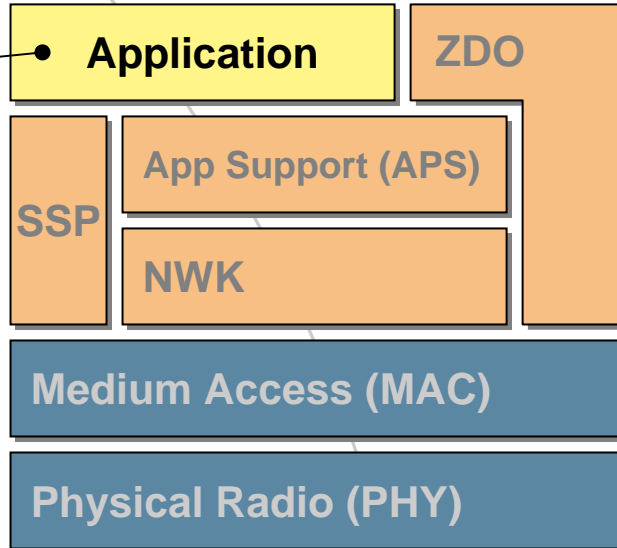 Application
ZDO
App Support (APS)
SSP
NWK
Medium Access (MAC)
Physical Radio (PHY)